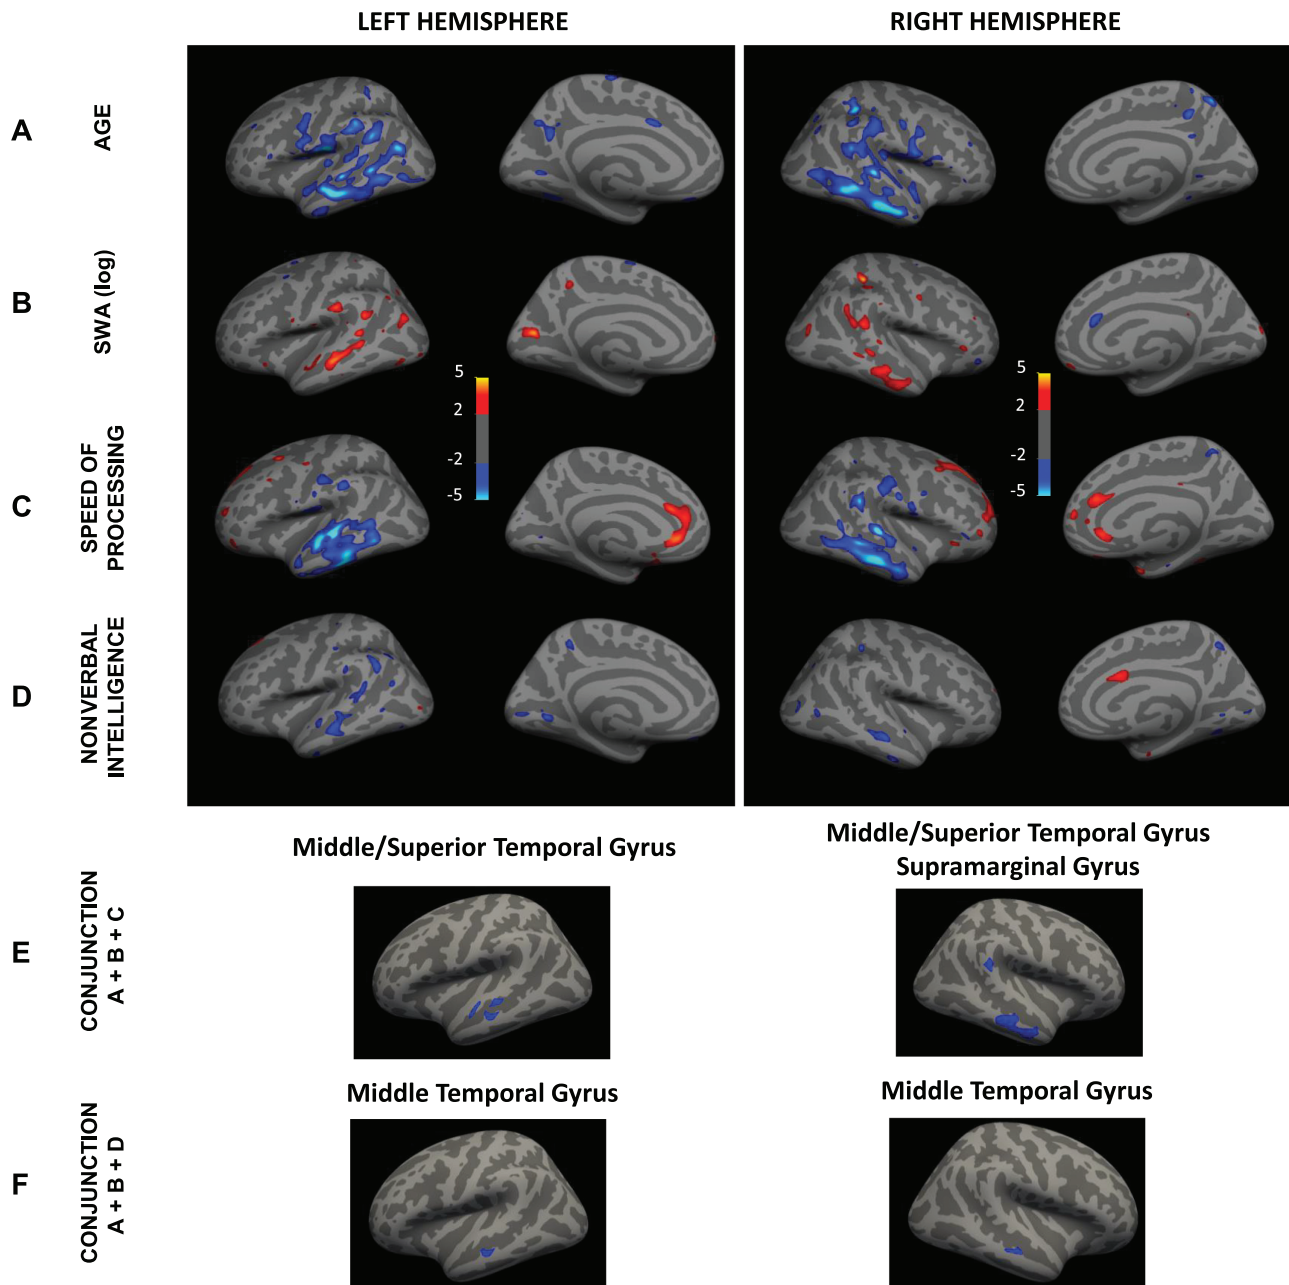 LEFT HEMISPHERE
RIGHT HEMISPHERE
A
AGE
B
SWA (log)
5
2
-2
-5
5
2
-2
-5
C
SPEED OF
PROCESSING
D
NONVERBAL
INTELLIGENCE
Middle/Superior Temporal Gyrus
Middle/Superior Temporal Gyrus
Supramarginal Gyrus
E
CONJUNCTION
A + B + C
Middle Temporal Gyrus
Middle Temporal Gyrus
F
CONJUNCTION
A + B + D